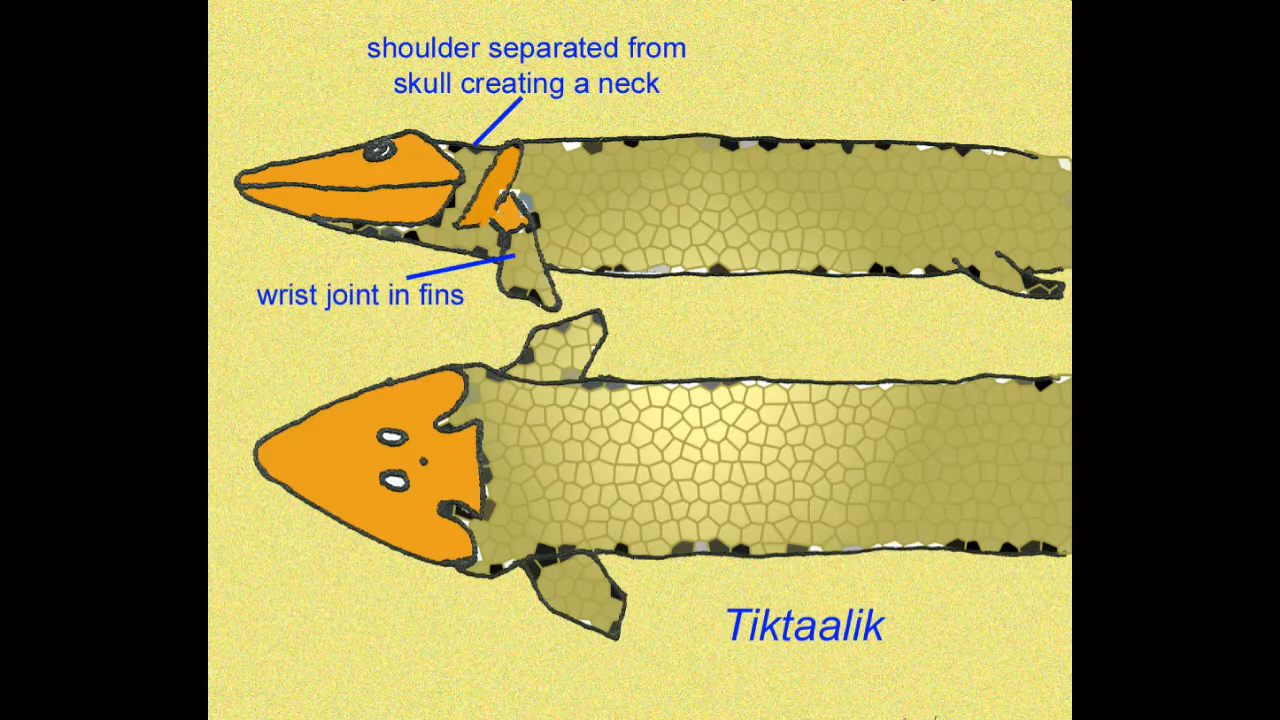 shoulder separated from
skull creating a neck
wrist joint in fins
Tiktaalik